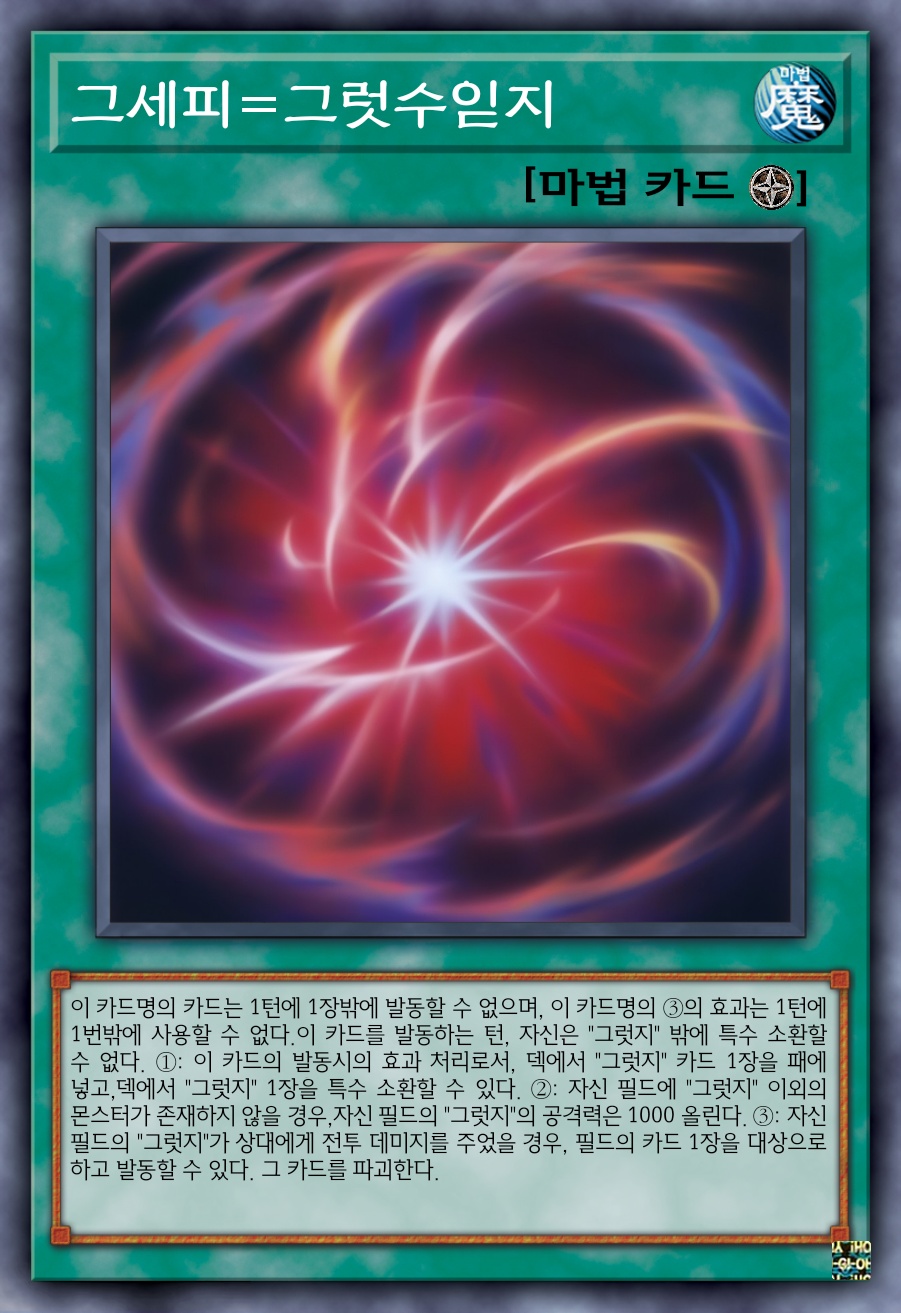 그세피=그럿수읻지
마법
魔
[마법 카드 ]
이 카드명의 카드는 1턴에 1장밖에 발동할 수 없으며, 이 카드명의 ③의 효과는 1턴에
1번밖에 사용할 수 없다.이 카드를 발동하는 턴, 자신은 "그럿지" 밖에 특수 소환할
수 없다. ①: 이 카드의 발동시의 효과 처리로서, 덱에서 "그럿지" 카드 1장을 패에
넣고,덱에서 "그럿지" 1장을 특수 소환할 수 있다. ②: 자신 필드에 "그럿지" 이외의
몬스터가 존재하지 않을 경우,자신 필드의 "그럿지"의 공격력은 1000 올린다. ③: 자신
필드의 "그럿지"가 상대에게 전투 데미지를 주었을 경우, 필드의 카드 1장을 대상으로
하고 발동할 수 있다. 그 카드를 파괴한다.